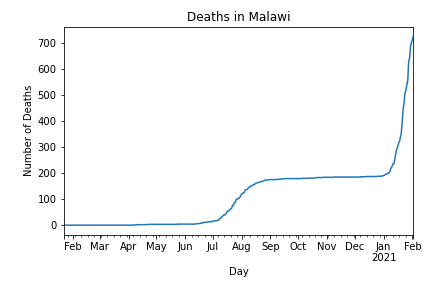 Deaths in Malawi
Number of Deaths
700
600
500
400
300
200
100
0
Feb Mar Apr May Jun Jul Aug Sep Oct Nov Dec Jan Feb
2021
Day